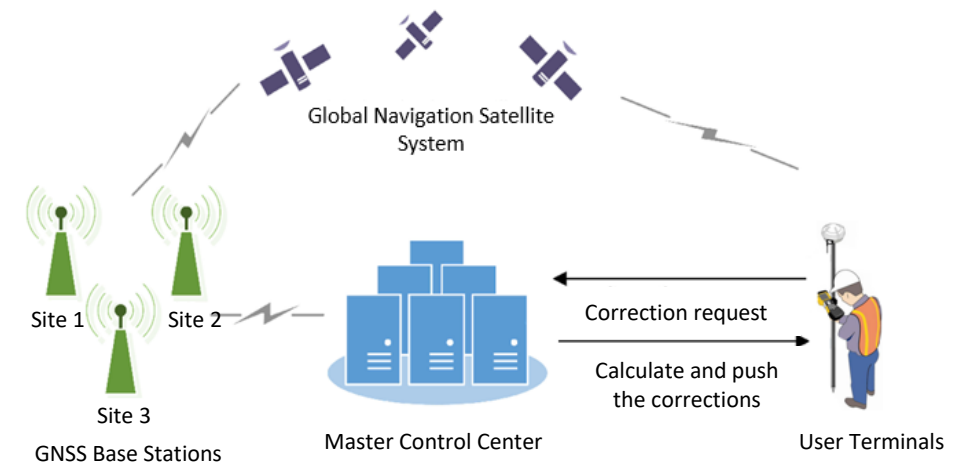 Global Navigation Satellite
System
Site 1
Site 2
Site 3
GNSS Base Stations
Master Control Center
Correction request
Calculate and push
the corrections
User Terminals